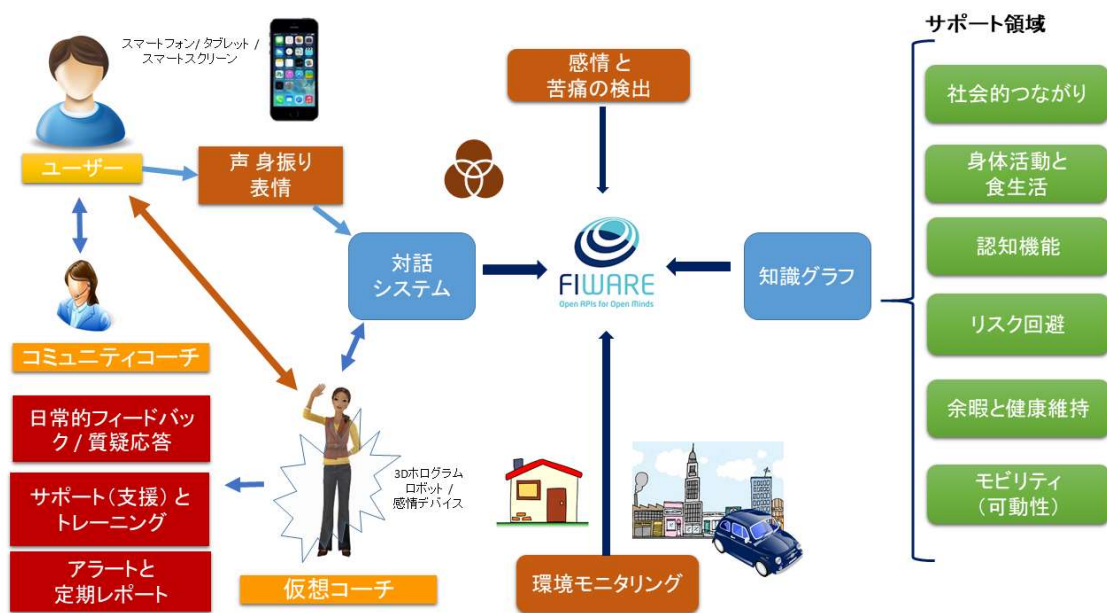 スマートフォン/ タブレット /
スマートスクリーン
ユーザー
声 身振り
表情
コミュニティコーチ
日常的フィードバッ
ク / 質疑応答
サポート（支援）と
トレーニング
アラートと
定期レポート
対話
システム
3Dホログラム
ロボット /
感情デバイス
仮想コーチ
感情 と
苦痛の検出
FIWARE
Open APIs for Open Minds
環境モニタリング
知識グラフ
サポート領域
社会的つながり
身体活動と
食生活
認知機能
リスク回避
余暇と健康維持
モビリティ
（可動性）